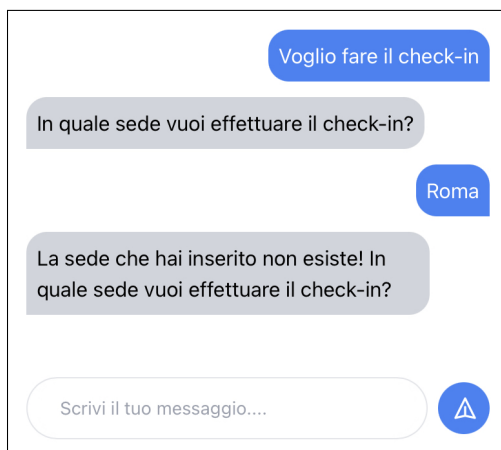 Voglio fare il check-in
In quale sede vuoi effettuare il check-in?
Roma
La sede che hai inserito non esiste! In
quale sede vuoi effettuare il check-in?
Scrivi il tuo messaggio....